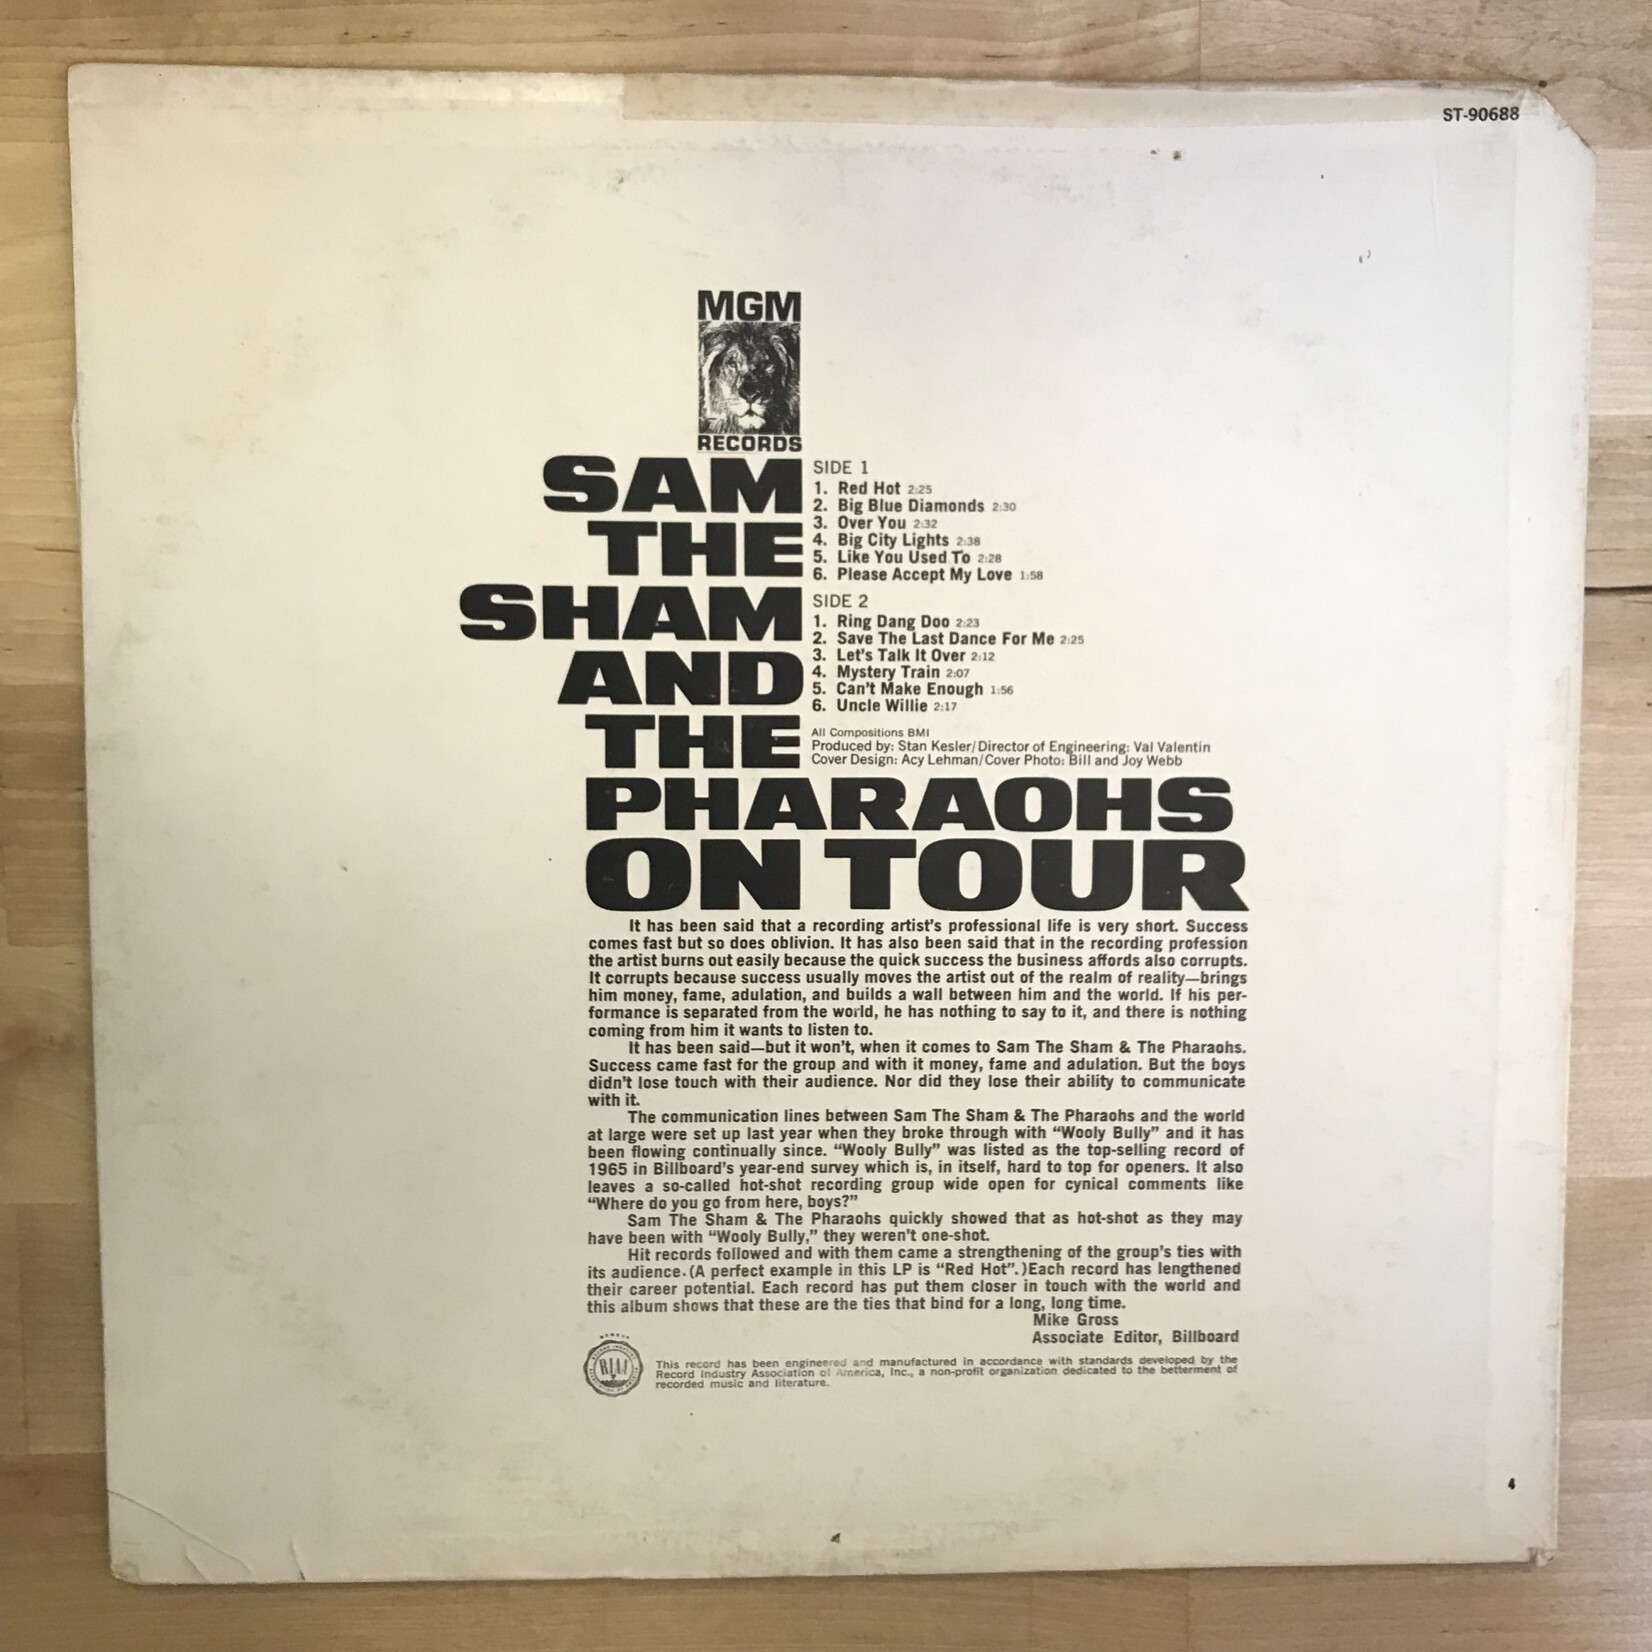 ST-90688
MGM
RECORDS
SAM
THE
SHAM
AND
THE
PHARAOHS
ON TOUR
SIDE 1
1. Red Hot 2:25
2. Big Blue Diamonds 2:30
3. Over You 2:32
4. Big City Lights 2:38
5. Like You Used To 2:28
6. Please Accept My Love 1:58
SIDE 2
1. Ring Dang Doo 2:23
2. Save The Last Dance For Me 2:25
3. Let's Talk It Over 2:12
4. Mystery Train 2:07
5. Can't Make Enough 1:56
6. Uncle Willie 2:17
All Compositions BMI
Produced by: Stan Kesler/Director of Engineering: Val Valentin
Cover Design: Acy Lehman/Cover Photo: Bill and Joy Webb
It has been said that a recording artist's professional life is very short. Success
comes fast but so does oblivion. It has also been said that in the recording profession
the artist burns out easily because the quick success the business affords also corrupts.
It corrupts because success usually moves the artist out of the realm of reality—brings
him money, fame, adulation, and builds a wall between him and the world. If his per-
formance is separated from the world, he has nothing to say to it, and there is nothing
coming from him it wants to listen to.
It has been said—but it won't, when it comes to Sam The Sham & The Pharaohs.
Success came fast for the group and with it money, fame and adulation. But the boys
didn't lose touch with their audience. Nor did they lose their ability to communicate
with it.
The communication lines between Sam The Sham & The Pharaohs and the world
at large were set up last year when they broke through with “Wooly Bully” and it has
been flowing continually since. “Wooly Bully” was listed as the top-selling record of
1965 in Billboard's year-end survey which is, in itself, hard to top for openers. It also
leaves a so-called hot-shot recording group wide open for cynical comments like
“Where do you go from here, boys?”
Sam The Sham & The Pharaohs quickly showed that as hot-shot as they may
have been with “Wooly Bully,” they weren't one-shot.
Hit records followed and with them came a strengthening of the group's ties with
its audience. (A perfect example in this LP is “Red Hot”.) Each record has lengthened
their career potential. Each record has put them closer in touch with the world and
this album shows that these are the ties that bind for a long, long time.
Mike Gross
Associate Editor, Billboard
MEMBER
RIAA
This record has been engineered and manufactured in accordance with standards developed by the
Record Industry Association of America, Inc., a non-profit organization dedicated to the betterment of
recorded music and literature.
4